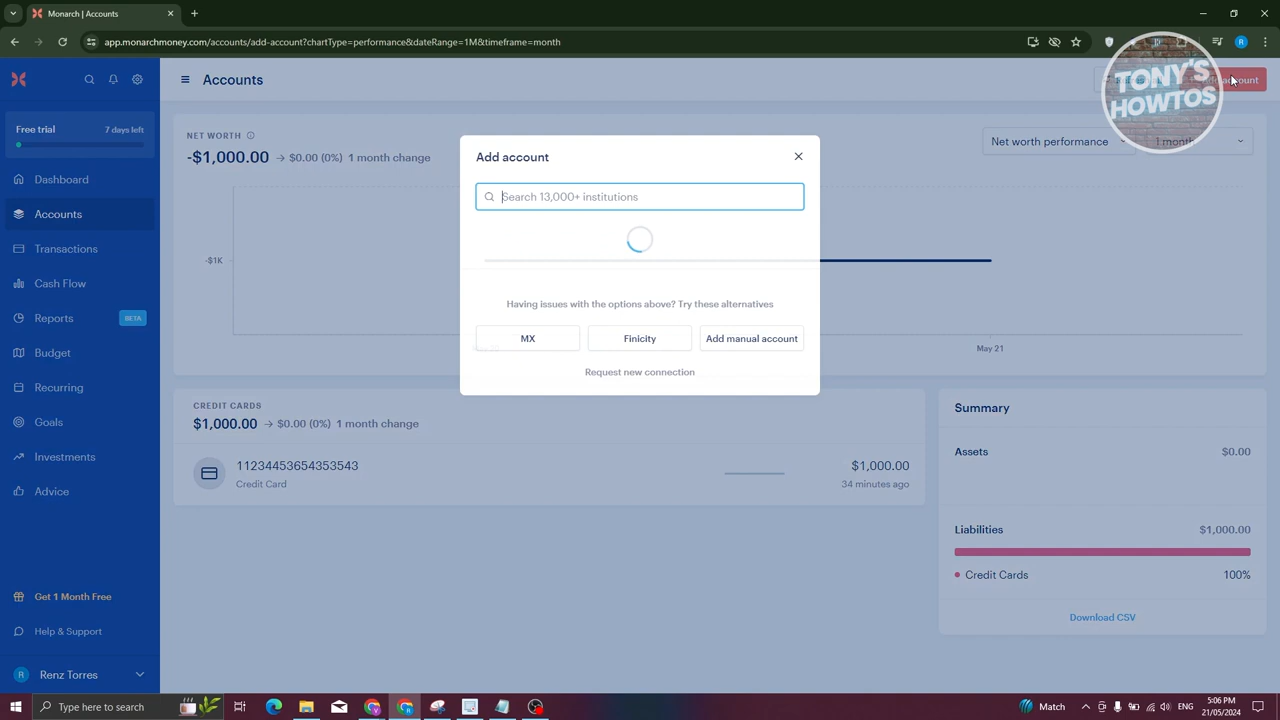 Monarch | Accounts
app.monarchmoney.com/accounts/add-account?chartType=performance&dateRange=1M&timeframe=month
R
Accounts
TONY'S
HOWTOS
Free trial
7 days left
Dashboard
Accounts
Transactions
Cash Flow
Reports
BETA
Budget
Recurring
Goals
Investments
Advice
Get 1 Month Free
Help & Support
R
Renz Torres
NET WORTH
-$1,000.00 → $0.00 (0%) 1 month change
Net worth performance
1 month
-$1K
May 21
Add account
Search 13,000+ institutions
Having issues with the options above? Try these alternatives
MX
Finicity
Add manual account
Request new connection
CREDIT CARDS
$1,000.00 → $0.00 (0%) 1 month change
11234453654353543
Credit Card
$1,000.00
34 minutes ago
Summary
Assets
$0.00
Liabilities
$1,000.00
Credit Cards
100%
Download CSV
Type here to search
Match
5:06 PM
21/05/2024